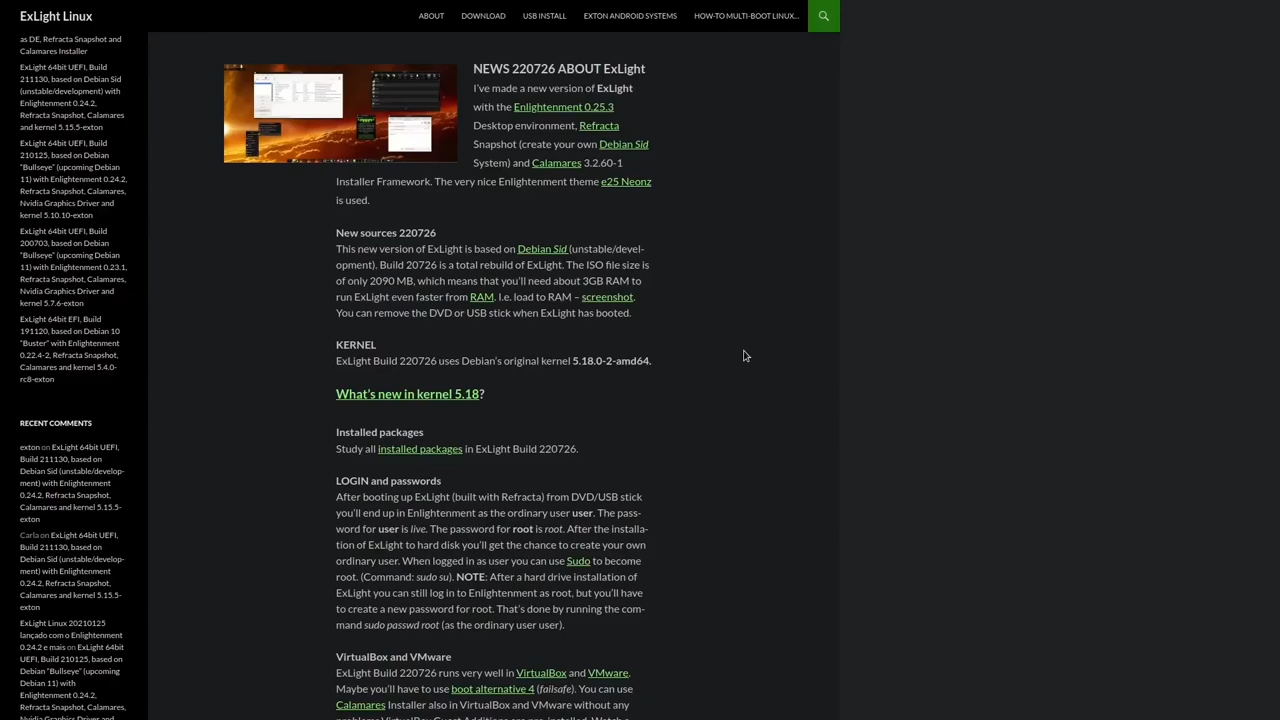 ExLight Linux
ABOUT
DOWNLOAD
USB INSTALL
EXTON ANDROID SYSTEMS
HOW-TO MULTI-BOOT LINUX...
as DE, Refracta Snapshot and
Calamares Installer
ExLight 64bit UEFI, Build
211130, based on Debian Sid
(unstable/development) with
Enlightenment 0.24.2,
Refracta Snapshot, Calamares
and kernel 5.15.5-exton
ExLight 64bit UEFI, Build
210125, based on Debian
"Bullseye" (upcoming Debian
11) with Enlightenment 0.24.2,
Refracta Snapshot, Calamares,
Nvidia Graphics Driver and
kernel 5.10.10-exton
ExLight 64bit UEFI, Build
200703, based on Debian
"Bullseye" (upcoming Debian
11) with Enlightenment 0.23.1,
Refracta Snapshot, Calamares,
Nvidia Graphics Driver and
kernel 5.7.6-exton
ExLight 64bit EFI, Build
191120, based on Debian 10
"Buster" with Enlightenment
0.22.4-2, Refracta Snapshot,
Calamares and kernel 5.4.0-
rc8-exton
RECENT COMMENTS
exton on ExLight 64bit UEFI,
Build 211130, based on
Debian Sid (unstable/develop-
ment) with Enlightenment
0.24.2, Refracta Snapshot,
Calamares and kernel 5.15.5-
exton
Carla on ExLight 64bit UEFI,
Build 211130, based on
Debian Sid (unstable/develop-
ment) with Enlightenment
0.24.2, Refracta Snapshot,
Calamares and kernel 5.15.5-
exton
ExLight Linux 20210125
lançado com o Enlightenment
0.24.2 e mais on ExLight 64bit
UEFI, Build 210125, based on
Debian "Bullseye" (upcoming
Debian 11) with
Enlightenment 0.24.2,
Refracta Snapshot, Calamares,
Nvidia Graphics Driver and
NEWS 220726 ABOUT ExLight
I've made a new version of ExLight
with the Enlightenment 0.25.3
Desktop environment, Refracta
Snapshot (create your own Debian Sid
System) and Calamares 3.2.60-1
Installer Framework. The very nice Enlightenment theme e25 Neonz
is used.
New sources 220726
This new version of ExLight is based on Debian Sid (unstable/devel-
opment). Build 20726 is a total rebuild of ExLight. The ISO file size is
of only 2090 MB, which means that you'll need about 3GB RAM to
run ExLight even faster from RAM. I.e. load to RAM – screenshot.
You can remove the DVD or USB stick when ExLight has booted.
KERNEL
ExLight Build 220726 uses Debian's original kernel 5.18.0-2-amd64.
What's new in kernel 5.18?
Installed packages
Study all installed packages in ExLight Build 220726.
LOGIN and passwords
After booting up ExLight (built with Refracta) from DVD/USB stick
you'll end up in Enlightenment as the ordinary user user. The pass-
word for user is live. The password for root is root. After the installa-
tion of ExLight to hard disk you'll get the chance to create your own
ordinary user. When logged in as user you can use Sudo to become
root. (Command: sudo su). NOTE: After a hard drive installation of
ExLight you can still log in to Enlightenment as root, but you'll have
to create a new password for root. That's done by running the com-
mand sudo passwd root (as the ordinary user user).
VirtualBox and VMware
ExLight Build 220726 runs very well in VirtualBox and VMware.
Maybe you'll have to use boot alternative 4 (failsafe). You can use
Calamares Installer also in VirtualBox and VMware without any